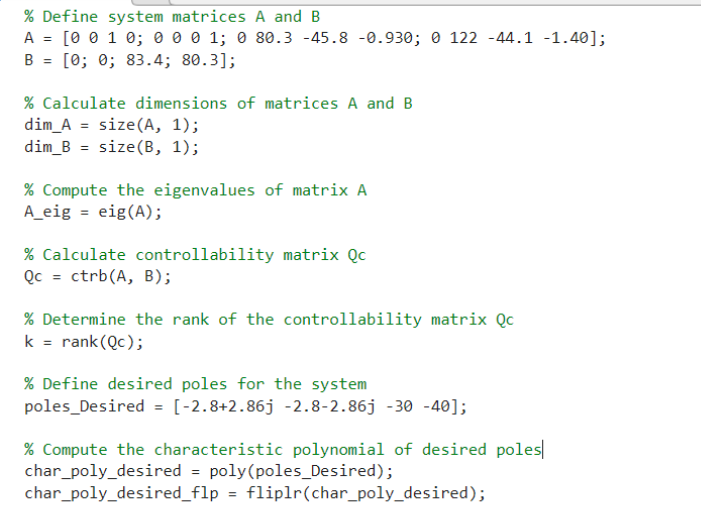 % Define system matrices A and B
A = [0 0 1 0; 0 0 0 1; 0 80.3 -45.8 -0.930; 0 122 -44.1 -1.40];
B = [0; 0; 83.4; 80.3];
% Calculate dimensions of matrices A and B
dim_A = size(A, 1);
dim_B = size(B, 1);
% Compute the eigenvalues of matrix A
A_eig = eig(A);
% Calculate controllability matrix Qc
Qc = ctrb(A, B);
% Determine the rank of the controllability matrix Qc
k = rank(Qc);
% Define desired poles for the system
poles_Desired = [-2.8+2.86j -2.8-2.86j -30 -40];
% Compute the characteristic polynomial of desired poles
char_poly_desired = poly(poles_Desired);
char_poly_desired_flp = fliplr(char_poly_desired);